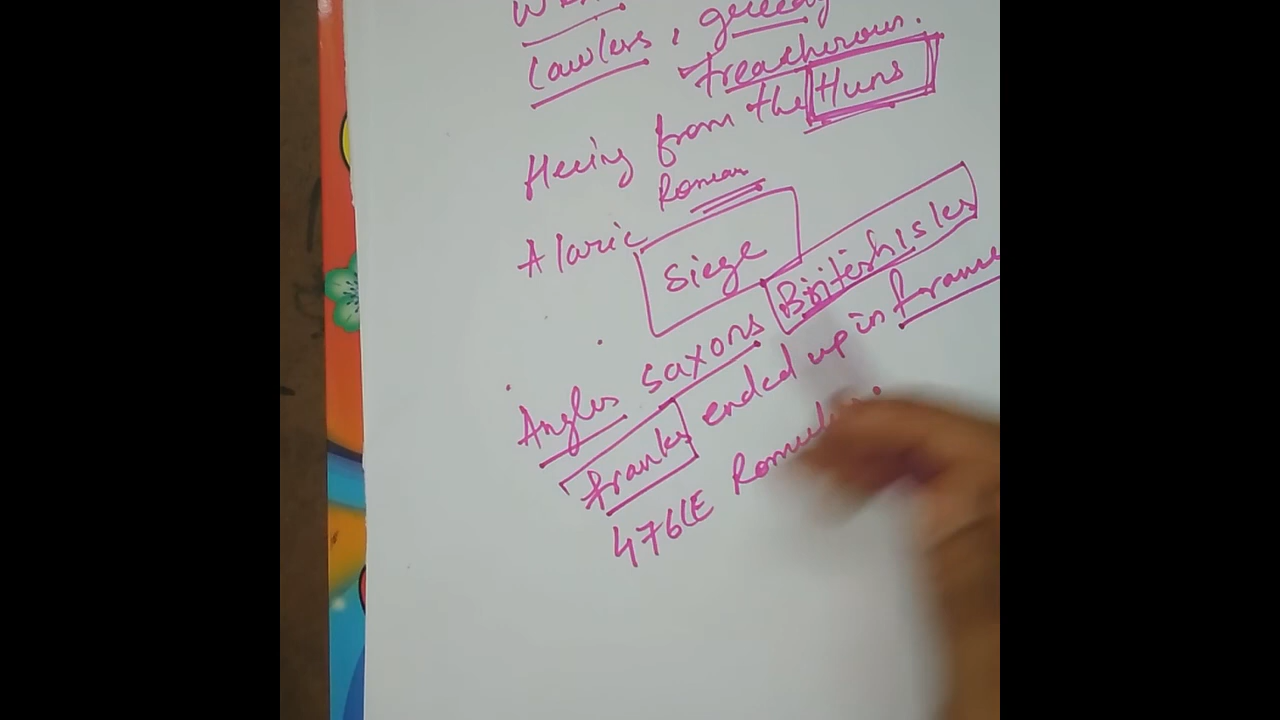 Lawless, greedy
Treacherous.
fleeing from the Huns
Roman
Alaric Siege
Angles saxons British Isles
franks ended up in france
476CE Romulus.